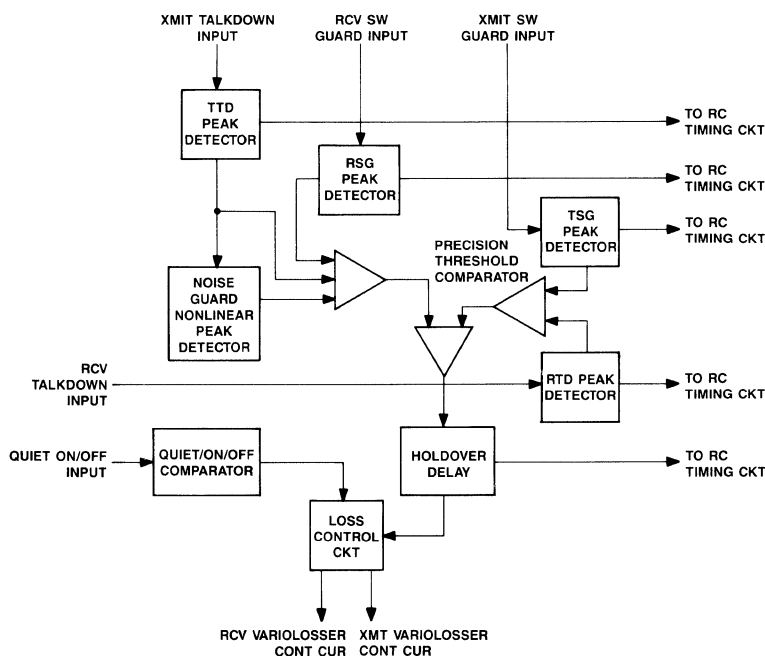 XMIT TALKDOWN
INPUT
RCV SW
GUARD INPUT
XMIT SW
GUARD INPUT
TTD
PEAK
DETECTOR
TO RC
TIMING CKT
RSG
PEAK
DETECTOR
TO RC
TIMING CKT
TSG
PEAK
DETECTOR
TO RC
TIMING CKT
PRECISION
THRESHOLD
COMPARATOR
NOISE
GUARD
NONLINEAR
PEAK
DETECTOR
RCV
TALKDOWN
INPUT
RTD PEAK
DETECTOR
TO RC
TIMING CKT
QUIET ON/OFF
INPUT
QUIET/ON/OFF
COMPARATOR
HOLDOVER
DELAY
TO RC
TIMING CKT
LOSS
CONTROL
CKT
RCV VARIOLOSSER
CONT CUR
XMT VARIOLOSSER
CONT CUR